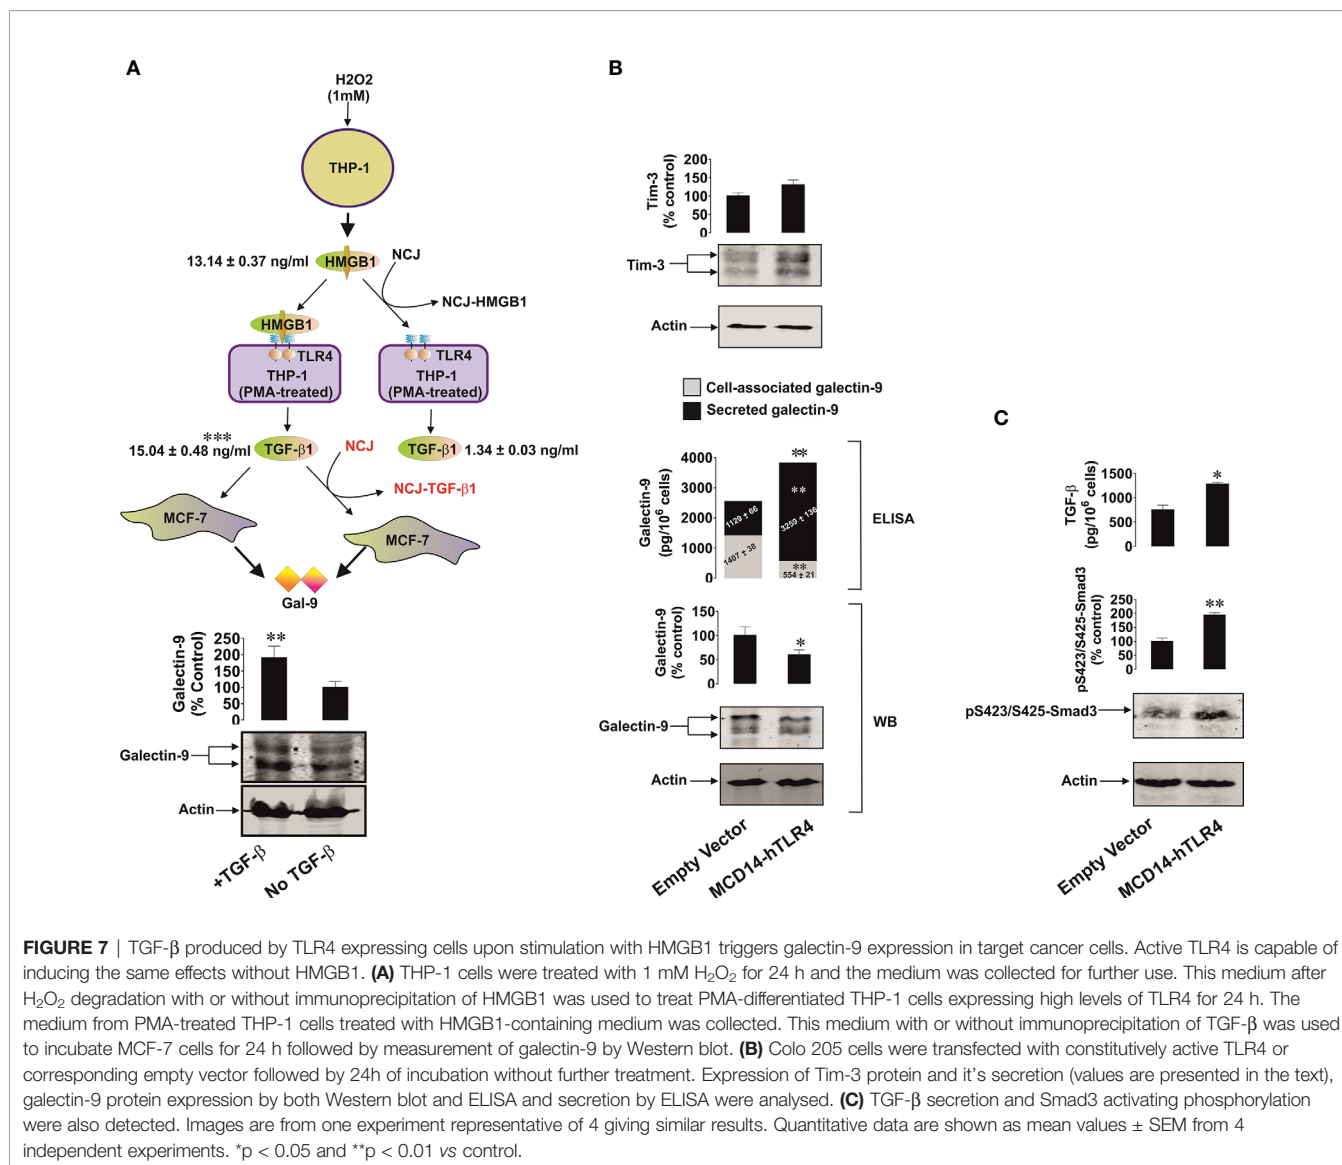 A
H2O2
(1mM)
THP-1
13.14 ± 0.37 ng/ml
HMGB1
NCJ
NCJ-HMGB1
HMGB1
TLR4
THP-1
(PMA-treated)
TLR4
THP-1
(PMA-treated)
***
15.04 ± 0.48 ng/ml
TGF-β1
TGF-β1
1.34 ± 0.03 ng/ml
NCJ
NCJ-TGF-β1
MCF-7
MCF-7
Gal-9
Galectin-9
(% Control)
250
200
150
100
50
0
**
Galectin-9
Actin
+TGF-β
No TGF-β
B
Tim-3
(% control)
200
150
100
50
0
Tim-3
Actin
Cell-associated galectin-9
Secreted galectin-9
Galectin-9
(pg/10⁶ cells)
4000
3000
2000
1000
0
1129 ± 66
1407 ± 38
**
**
3259 ± 136
**
554 ± 21
ELISA
Galectin-9
(% control)
150
100
50
0
*
Galectin-9
Actin
WB
Empty Vector
MCD14-hTLR4
C
TGF-β
(pg/10⁶ cells)
1500
1000
500
0
*
pS423/S425-Smad3
(% control)
200
150
100
50
0
**
pS423/S425-Smad3
Actin
Empty Vector
MCD14-hTLR4
FIGURE 7 | TGF-β produced by TLR4 expressing cells upon stimulation with HMGB1 triggers galectin-9 expression in target cancer cells. Active TLR4 is capable of
inducing the same effects without HMGB1. (A) THP-1 cells were treated with 1 mM H₂O₂ for 24 h and the medium was collected for further use. This medium after
H₂O₂ degradation with or without immunoprecipitation of HMGB1 was used to treat PMA-differentiated THP-1 cells expressing high levels of TLR4 for 24 h. The
medium from PMA-treated THP-1 cells treated with HMGB1-containing medium was collected. This medium with or without immunoprecipitation of TGF-β was used
to incubate MCF-7 cells for 24 h followed by measurement of galectin-9 by Western blot. (B) Colo 205 cells were transfected with constitutively active TLR4 or
corresponding empty vector followed by 24h of incubation without further treatment. Expression of Tim-3 protein and it's secretion (values are presented in the text),
galectin-9 protein expression by both Western blot and ELISA and secretion by ELISA were analysed. (C) TGF-β secretion and Smad3 activating phosphorylation
were also detected. Images are from one experiment representative of 4 giving similar results. Quantitative data are shown as mean values ± SEM from 4
independent experiments. *p < 0.05 and **p < 0.01 vs control.